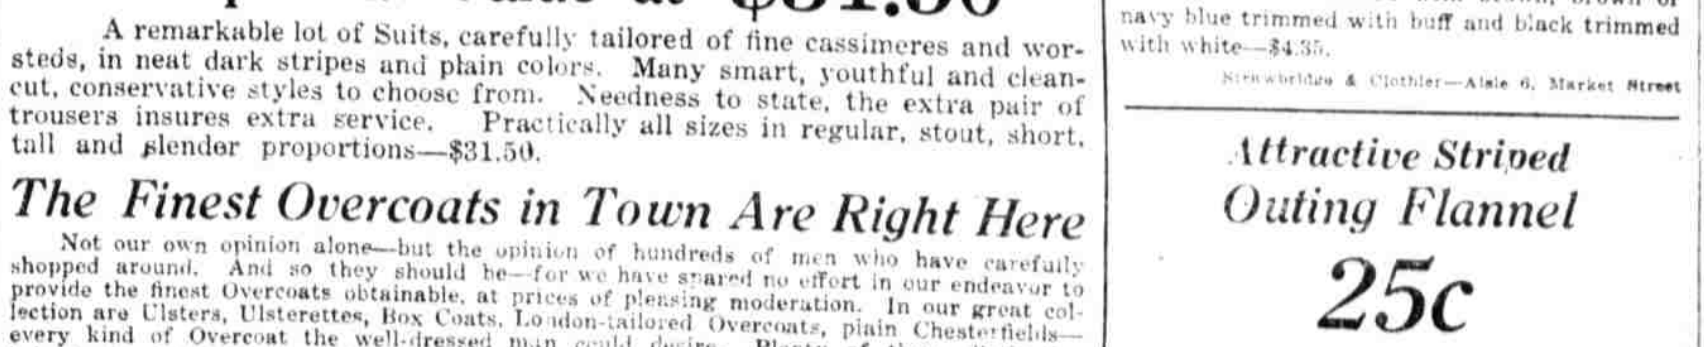 $31.50
A remarkable lot of Suits, carefully tailored of fine cassimeres and wor-
steds, in neat dark stripes and plain colors. Many smart, youthful and clean-
cut, conservative styles to choose from. Needness to state, the extra pair of
trousers insures extra service. Practically all sizes in regular, stout, short,
tall and slender proportions—$31.50.
The Finest Overcoats in Town Are Right Here
Not our own opinion alone—but the opinion of hundreds of men who have carefully
shopped around. And so they should be—for we have spared no effort in our endeavor to
provide the finest Overcoats obtainable, at prices of pleasing moderation. In our great col-
lection are Ulsters, Ulsterettes, Box Coats, London-tailored Overcoats, plain Chesterfields—
every kind of Overcoat the well-dressed man could desire.
navy blue trimmed with buff and black trimmed
with white—$4.35.
Strawbridge & Clothier—Aisle 6, Market Street
Attractive Striped
Outing Flannel
25c